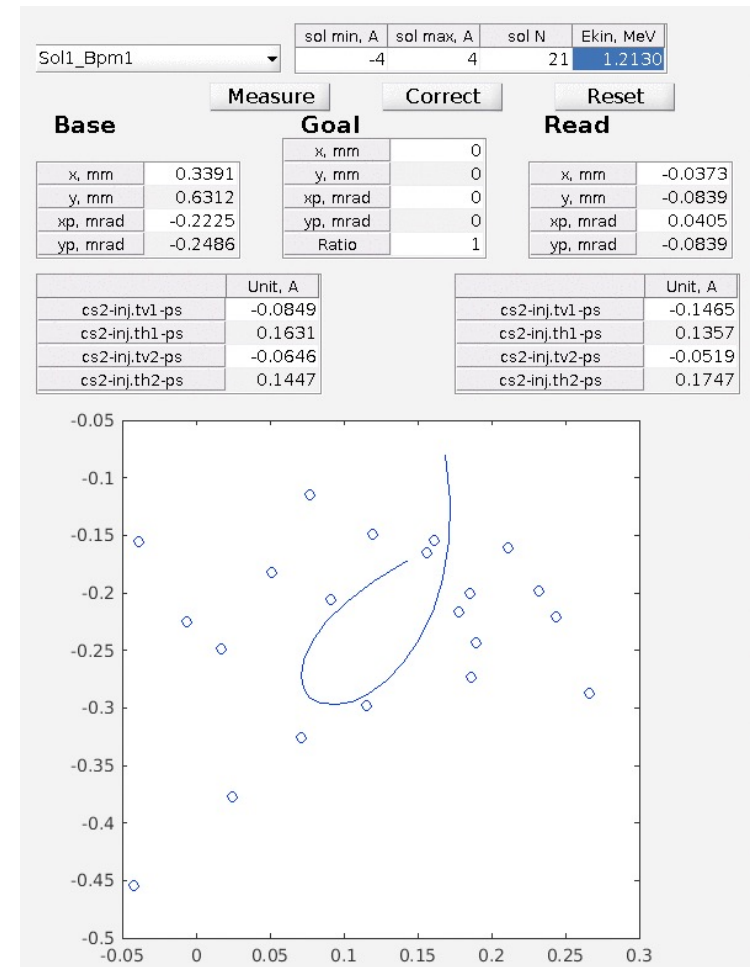 sol min, A sol max, A sol N Ekin, MeV
Sol1_Bpm1 -4 4 21 1.2130
Measure Correct Reset
Base Goal Read
x, mm 0
x, mm 0.3391 y, mm 0 x, mm -0.0373
y, mm 0.6312 xp, mrad 0 y, mm -0.0839
xp, mrad -0.2225 yp, mrad 0 xp, mrad 0.0405
yp, mrad -0.2486 Ratio 1 yp, mrad -0.0839
Unit, A Unit, A
cs2-inj.tv1-ps -0.0849 cs2-inj.tv1-ps -0.1465
cs2-inj.th1-ps 0.1631 cs2-inj.th1-ps 0.1357
cs2-inj.tv2-ps -0.0646 cs2-inj.tv2-ps -0.0519
cs2-inj.th2-ps 0.1447 cs2-inj.th2-ps 0.1747
-0.05
-0.1
-0.15
-0.2
-0.25
-0.3
-0.35
-0.4
-0.45
-0.5
-0.05 0 0.05 0.1 0.15 0.2 0.25 0.3